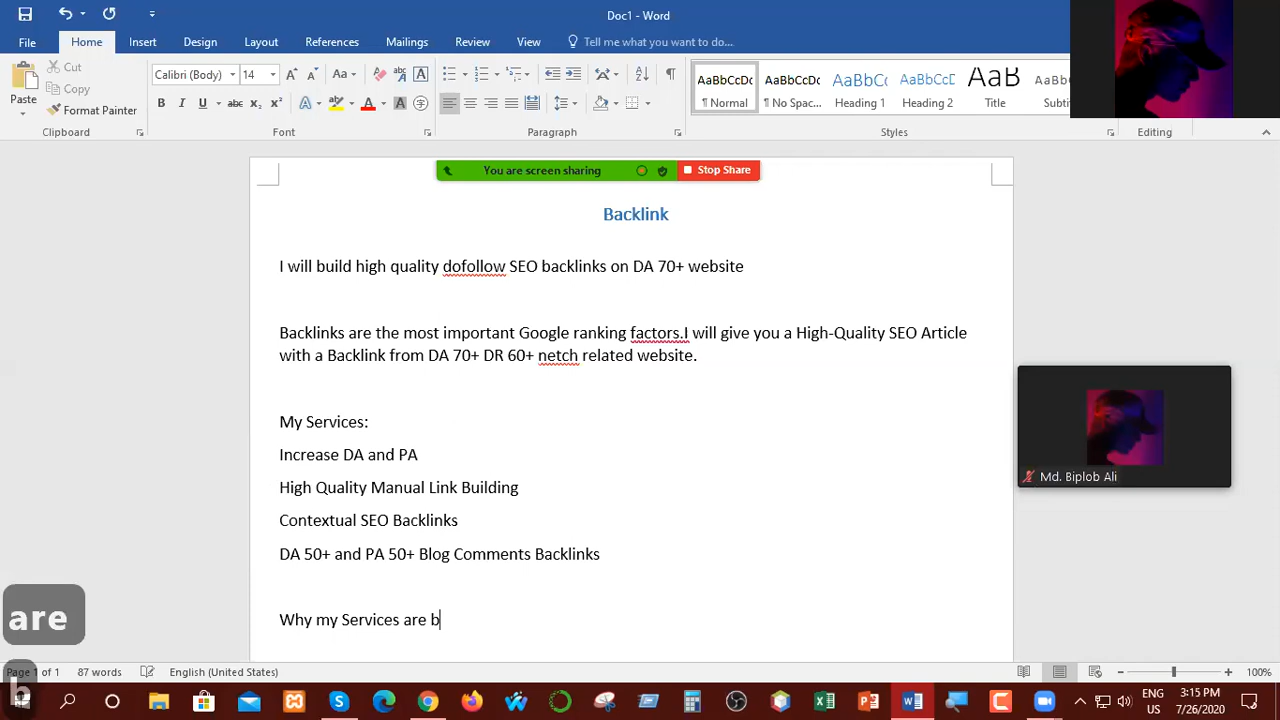 Doc1 - Word
File Home Insert Design Layout References Mailings Review View Tell me what you want to do...
Paste
Cut
Copy
Format Painter
Clipboard
Calibri (Body) 14
Font
Paragraph
AaBbCcDc AaBbCcDc AaBbCc AaBbCcD AaB AaBbCcD
¶ Normal ¶ No Spac... Heading 1 Heading 2 Title Subtit
Styles
Editing
You are screen sharing Stop Share
Backlink
I will build high quality dofollow SEO backlinks on DA 70+ website
Backlinks are the most important Google ranking factors.I will give you a High-Quality SEO Article
with a Backlink from DA 70+ DR 60+ netch related website.
My Services:
Increase DA and PA
High Quality Manual Link Building
Contextual SEO Backlinks
DA 50+ and PA 50+ Blog Comments Backlinks
Why my Services are b
Md. Biplob Ali
are
b
Page 1 of 1 87 words English (United States) 100%
ENG
US
3:15 PM
7/26/2020